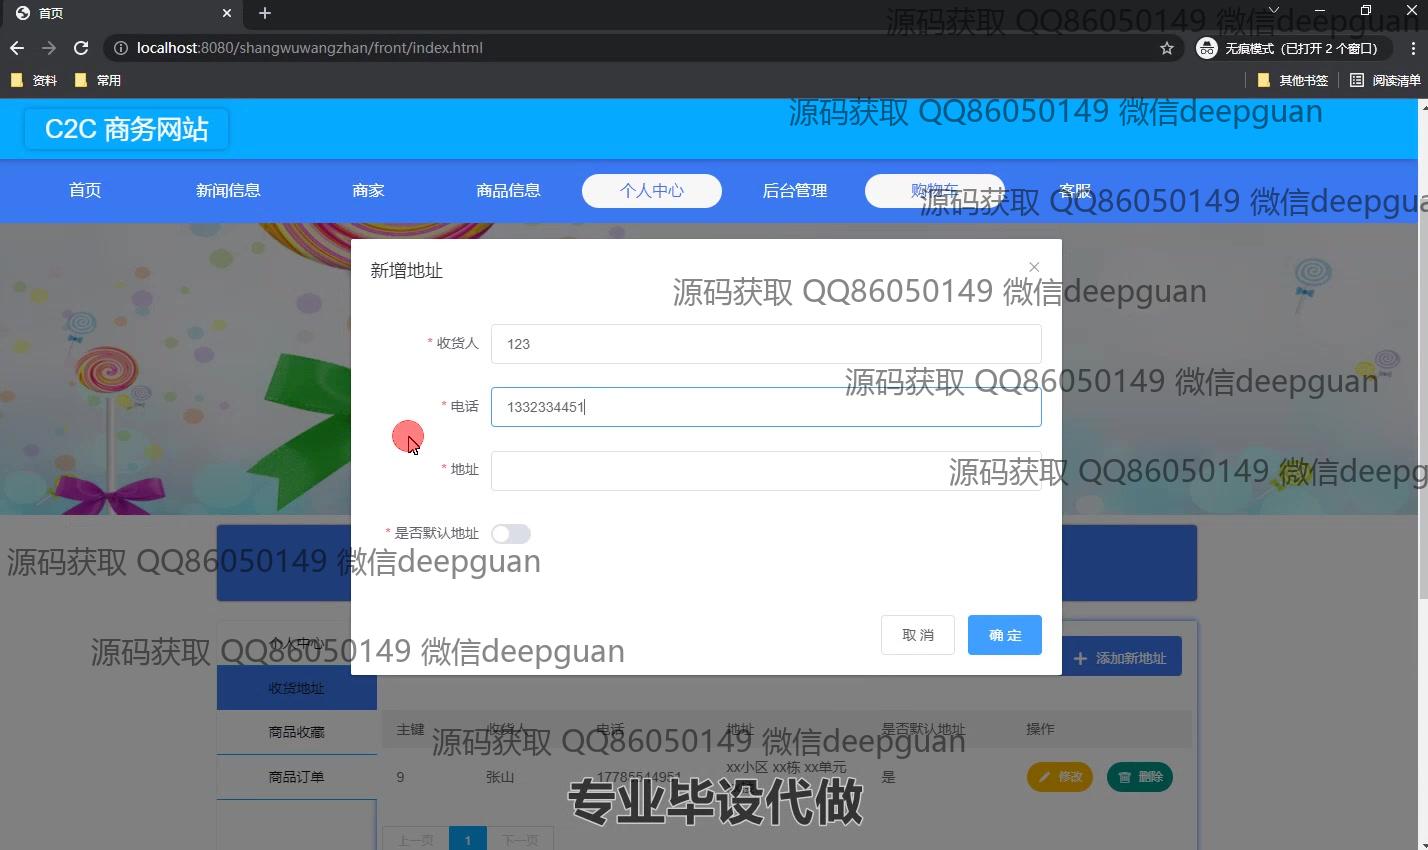 首页
localhost:8080/shangwuwangzhan/front/index.html
无痕模式（已打开 2 个窗口）
资料
常用
其他书签
阅读清单
源码获取 QQ86050149 微信deepguan
C2C 商务网站
源码获取 QQ86050149 微信deepguan
首页
新闻信息
商家
商品信息
个人中心
后台管理
购物车
客服
源码获取 QQ86050149 微信deepgua
新增地址
源码获取 QQ86050149 微信deepguan
* 收货人
123
源码获取 QQ86050149 微信deepguan
* 电话
1332334451
* 地址
源码获取 QQ86050149 微信deepg
* 是否默认地址
源码获取 QQ86050149 微信deepguan
取 消
确 定
个人中心
源码获取 QQ86050149 微信deepguan
添加新地址
收货地址
商品收藏
商品订单
主键
收货人
电话
地址
是否默认地址
操作
源码获取 QQ86050149 微信deepguan
9
张山
17785544951
xx小区 xx栋 xx单元
是
修改
删除
专业毕设代做
上一页
1
下一页